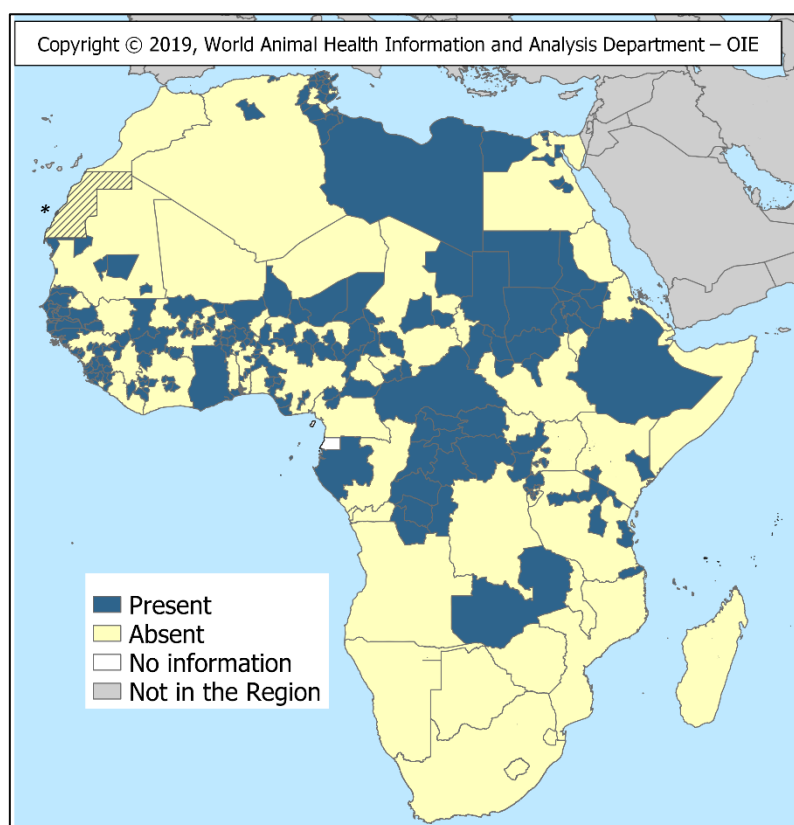 Copyright © 2019, World Animal Health Information and Analysis Department – OIE
*
Present
Absent
No information
Not in the Region